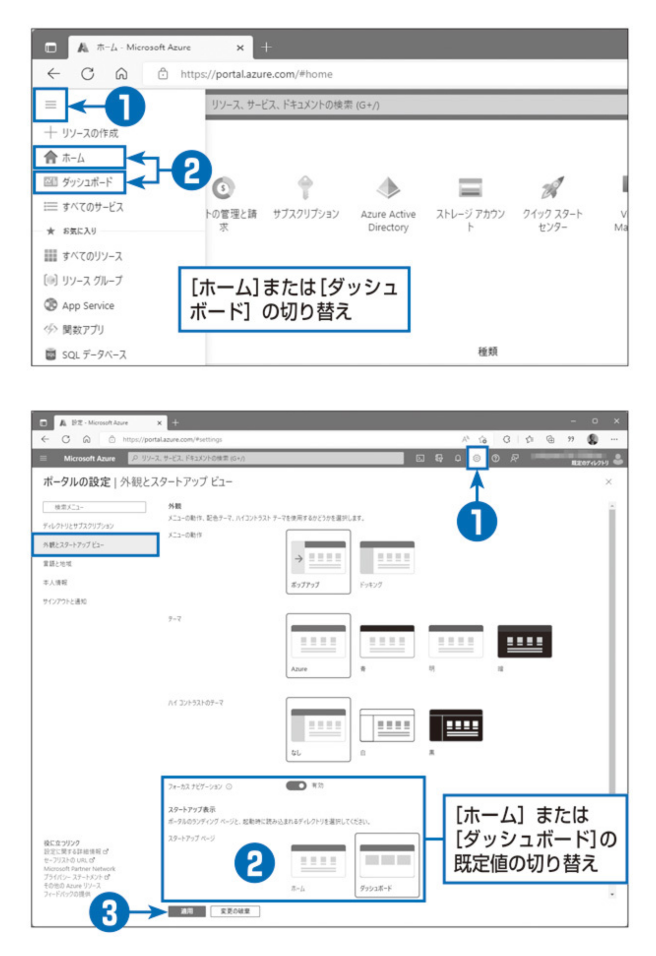 ホーム - Microsoft Azure
https://portal.azure.com/#home
1
リソース、サービス、ドキュメントの検索 (G+/)
リソースの作成
ホーム
2
ダッシュボード
すべてのサービス
トの管理と請求
サブスクリプション
Azure Active Directory
ストレージ アカウント
クイック スタート センター
V
Ma
お気に入り
すべてのリソース
リソース グループ
App Service
関数アプリ
SQL データベース
[ホーム]または[ダッシュ
ボード] の切り替え
種類
設定 - Microsoft Azure
https://portal.azure.com/#settings
Microsoft Azure
リソース、サービス、ドキュメントの検索 (G+/)
既定のディレクトリ
ポータルの設定 | 外観とスタートアップ ビュー
1
検索メニュー
ディレクトリとサブスクリプション
外観とスタートアップ ビュー
言語と地域
本人情報
サインアウトと通知
外観
メニューの動作、配色テーマ、ハイコントラスト テーマを使用するかどうかを選択します。
メニューの動作
ポップアップ
ドッキング
テーマ
Azure
青
明
暗
ハイ コントラストのテーマ
なし
白
黒
フォーカス ナビゲーション
有効
スタートアップ表示
ポータルのランディング ページと、起動時に読み込まれるディレクトリを選択してください。
スタートアップ ページ
2
ホーム
ダッシュボード
[ホーム] または
[ダッシュボード]の
既定値の切り替え
役に立つリンク
設定に関する詳細情報
セーフリストの URL
Microsoft Partner Network
プライバシー ステートメント
その他の Azure リソース
フィードバックの提供
3
適用
変更の破棄